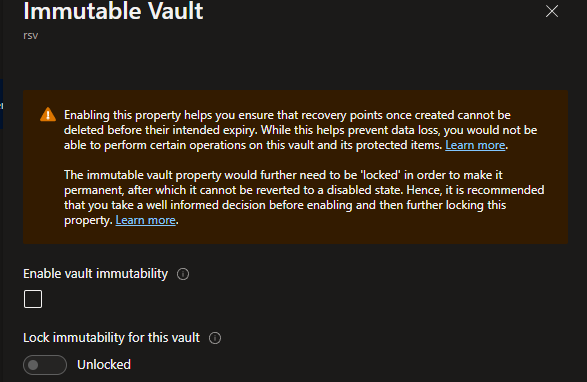 Immutable Vault
rsv
Enabling this property helps you ensure that recovery points once created cannot be
deleted before their intended expiry. While this helps prevent data loss, you would not be
able to perform certain operations on this vault and its protected items. Learn more.
The immutable vault property would further need to be 'locked' in order to make it
permanent, after which it cannot be reverted to a disabled state. Hence, it is recommended
that you take a well informed decision before enabling and then further locking this
property. Learn more.
Enable vault immutability
Lock immutability for this vault
Unlocked